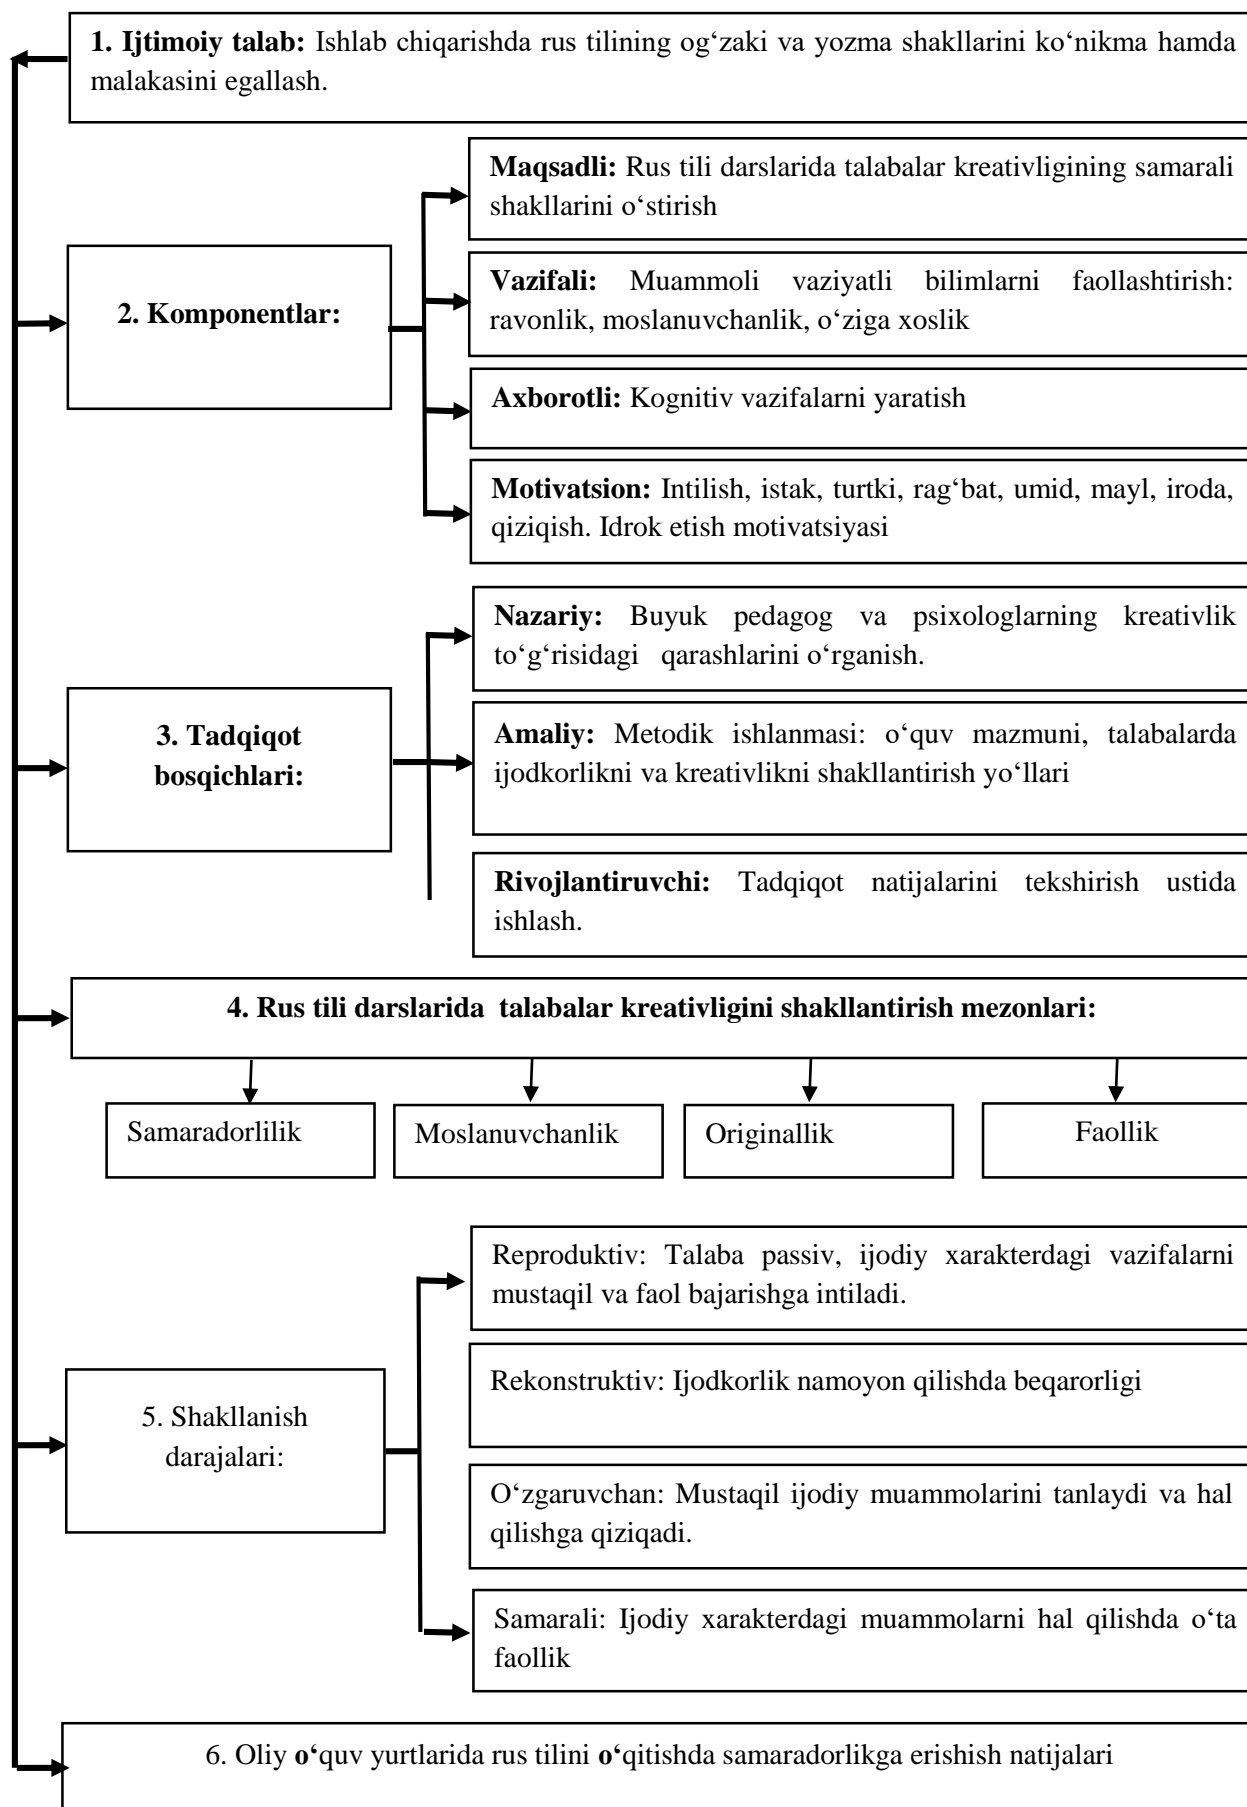 1. Ijtimoiy talab: Ishlab chiqarishda rus tilining og‘zaki va yozma shakllarini ko‘nikma hamda
malakasini egallash.
Maqsadli: Rus tili darslarida talabalar kreativligining samarali
shakllarini o‘stirish
2. Komponentlar:
Vazifali: Muammoli vaziyatli bilimlarni faollashtirish:
ravonlik, moslanuvchanlik, o‘ziga xoslik
Axborotli: Kognitiv vazifalarni yaratish
Motivatsion: Intilish, istak, turtki, rag‘bat, umid, mayl, iroda,
qiziqish. Idrok etish motivatsiyasi
Nazariy: Buyuk pedagog va psixologlarning kreativlik
to‘g‘risidagi qarashlarini o‘rganish.
3. Tadqiqot
bosqichlari:
Amaliy: Metodik ishlanmasi: o‘quv mazmuni, talabalarda
ijodkorlikni va kreativlikni shakllantirish yo‘llari
Rivojlantiruvchi: Tadqiqot natijalarini tekshirish ustida
ishlash.
4. Rus tili darslarida talabalar kreativligini shakllantirish mezonlari:
Samaradorlilik
Moslanuvchanlik
Originallik
Faollik
Reproduktiv: Talaba passiv, ijodiy xarakterdagi vazifalarni
mustaqil va faol bajarishga intiladi.
Rekonstruktiv: Ijodkorlik namoyon qilishda beqarorligi
5. Shakllanish
darajalari:
O‘zgaruvchan: Mustaqil ijodiy muammolarini tanlaydi va hal
qilishga qiziqadi.
Samarali: Ijodiy xarakterdagi muammolarni hal qilishda o‘ta
faollik
6. Oliy o‘quv yurtlarida rus tilini o‘qitishda samaradorlikga erishish natijalari